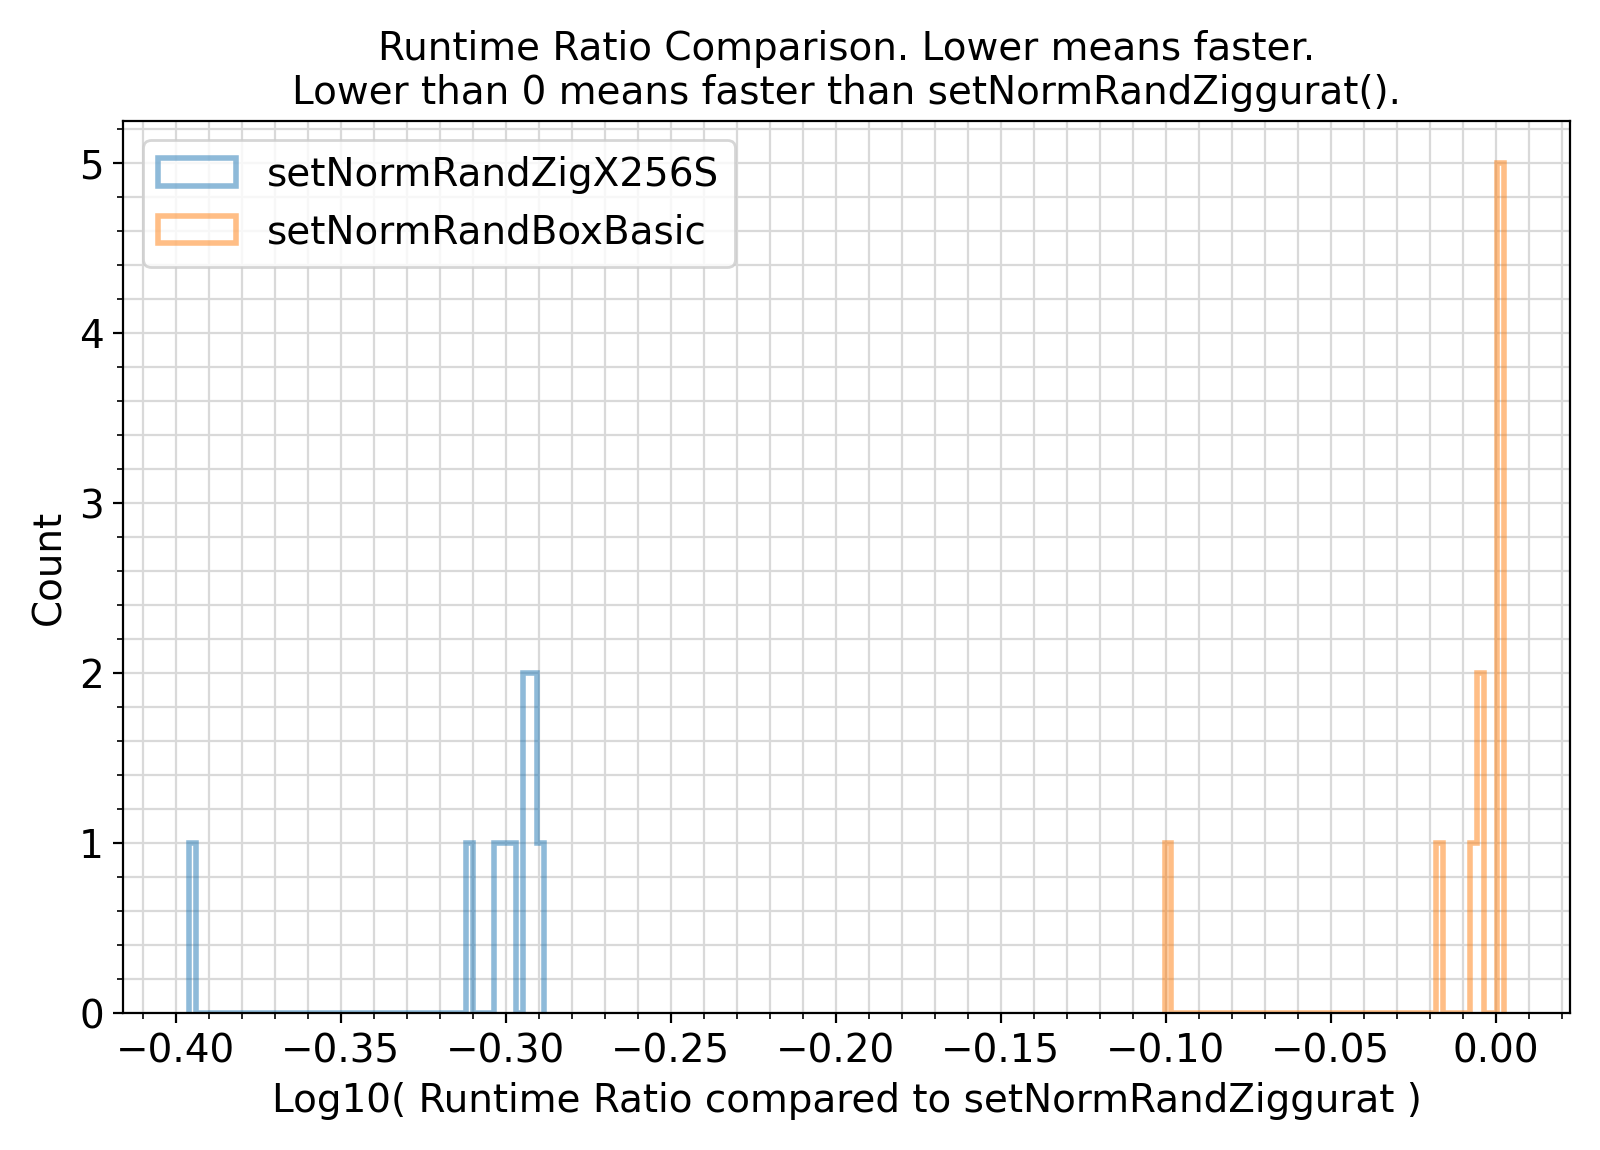 Runtime Ratio Comparison. Lower means faster.
Lower than 0 means faster than setNormRandZiggurat().
setNormRandZigX256S
setNormRandBoxBasic
5
4
3
2
1
0
Count
−0.40 −0.35 −0.30 −0.25 −0.20 −0.15 −0.10 −0.05 0.00
Log10( Runtime Ratio compared to setNormRandZiggurat )